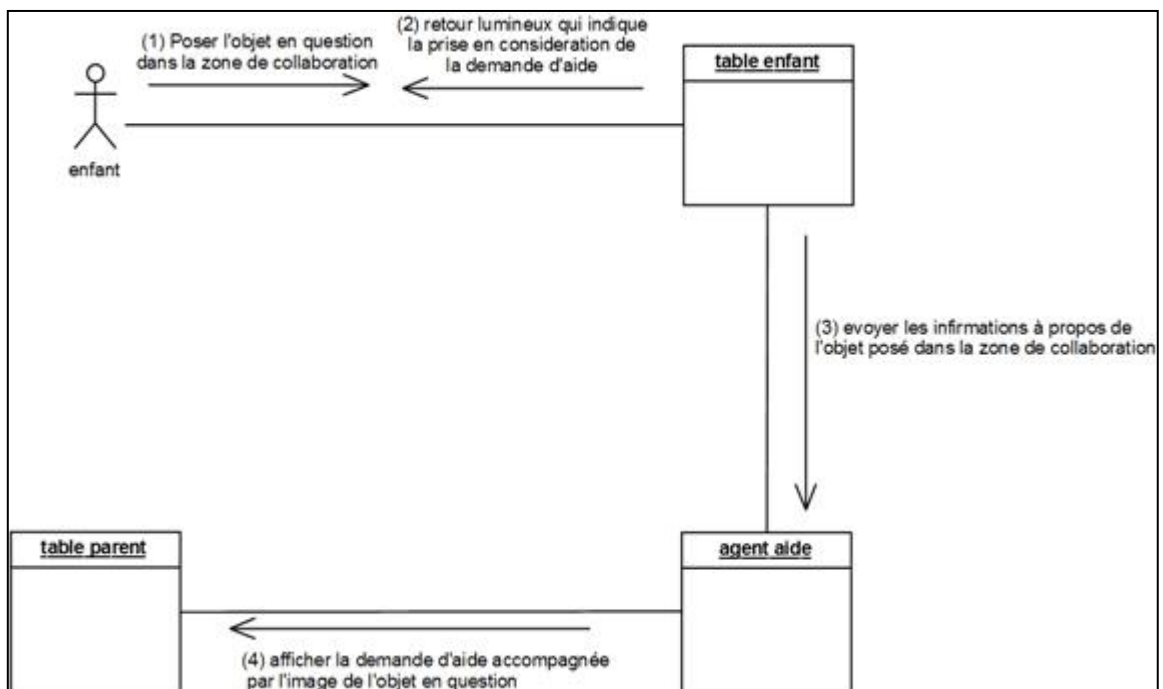 (1) Poser l'objet en question
dans la zone de collaboration
(2) retour lumineux qui indique
la prise en consideration de
la demande d'aide
table enfant
enfant
(3) evoyer les infirmations à propos de
l'objet posé dans la zone de collaboration
table parent
agent aide
(4) afficher la demande d'aide accompagnée
par l'image de l'objet en question